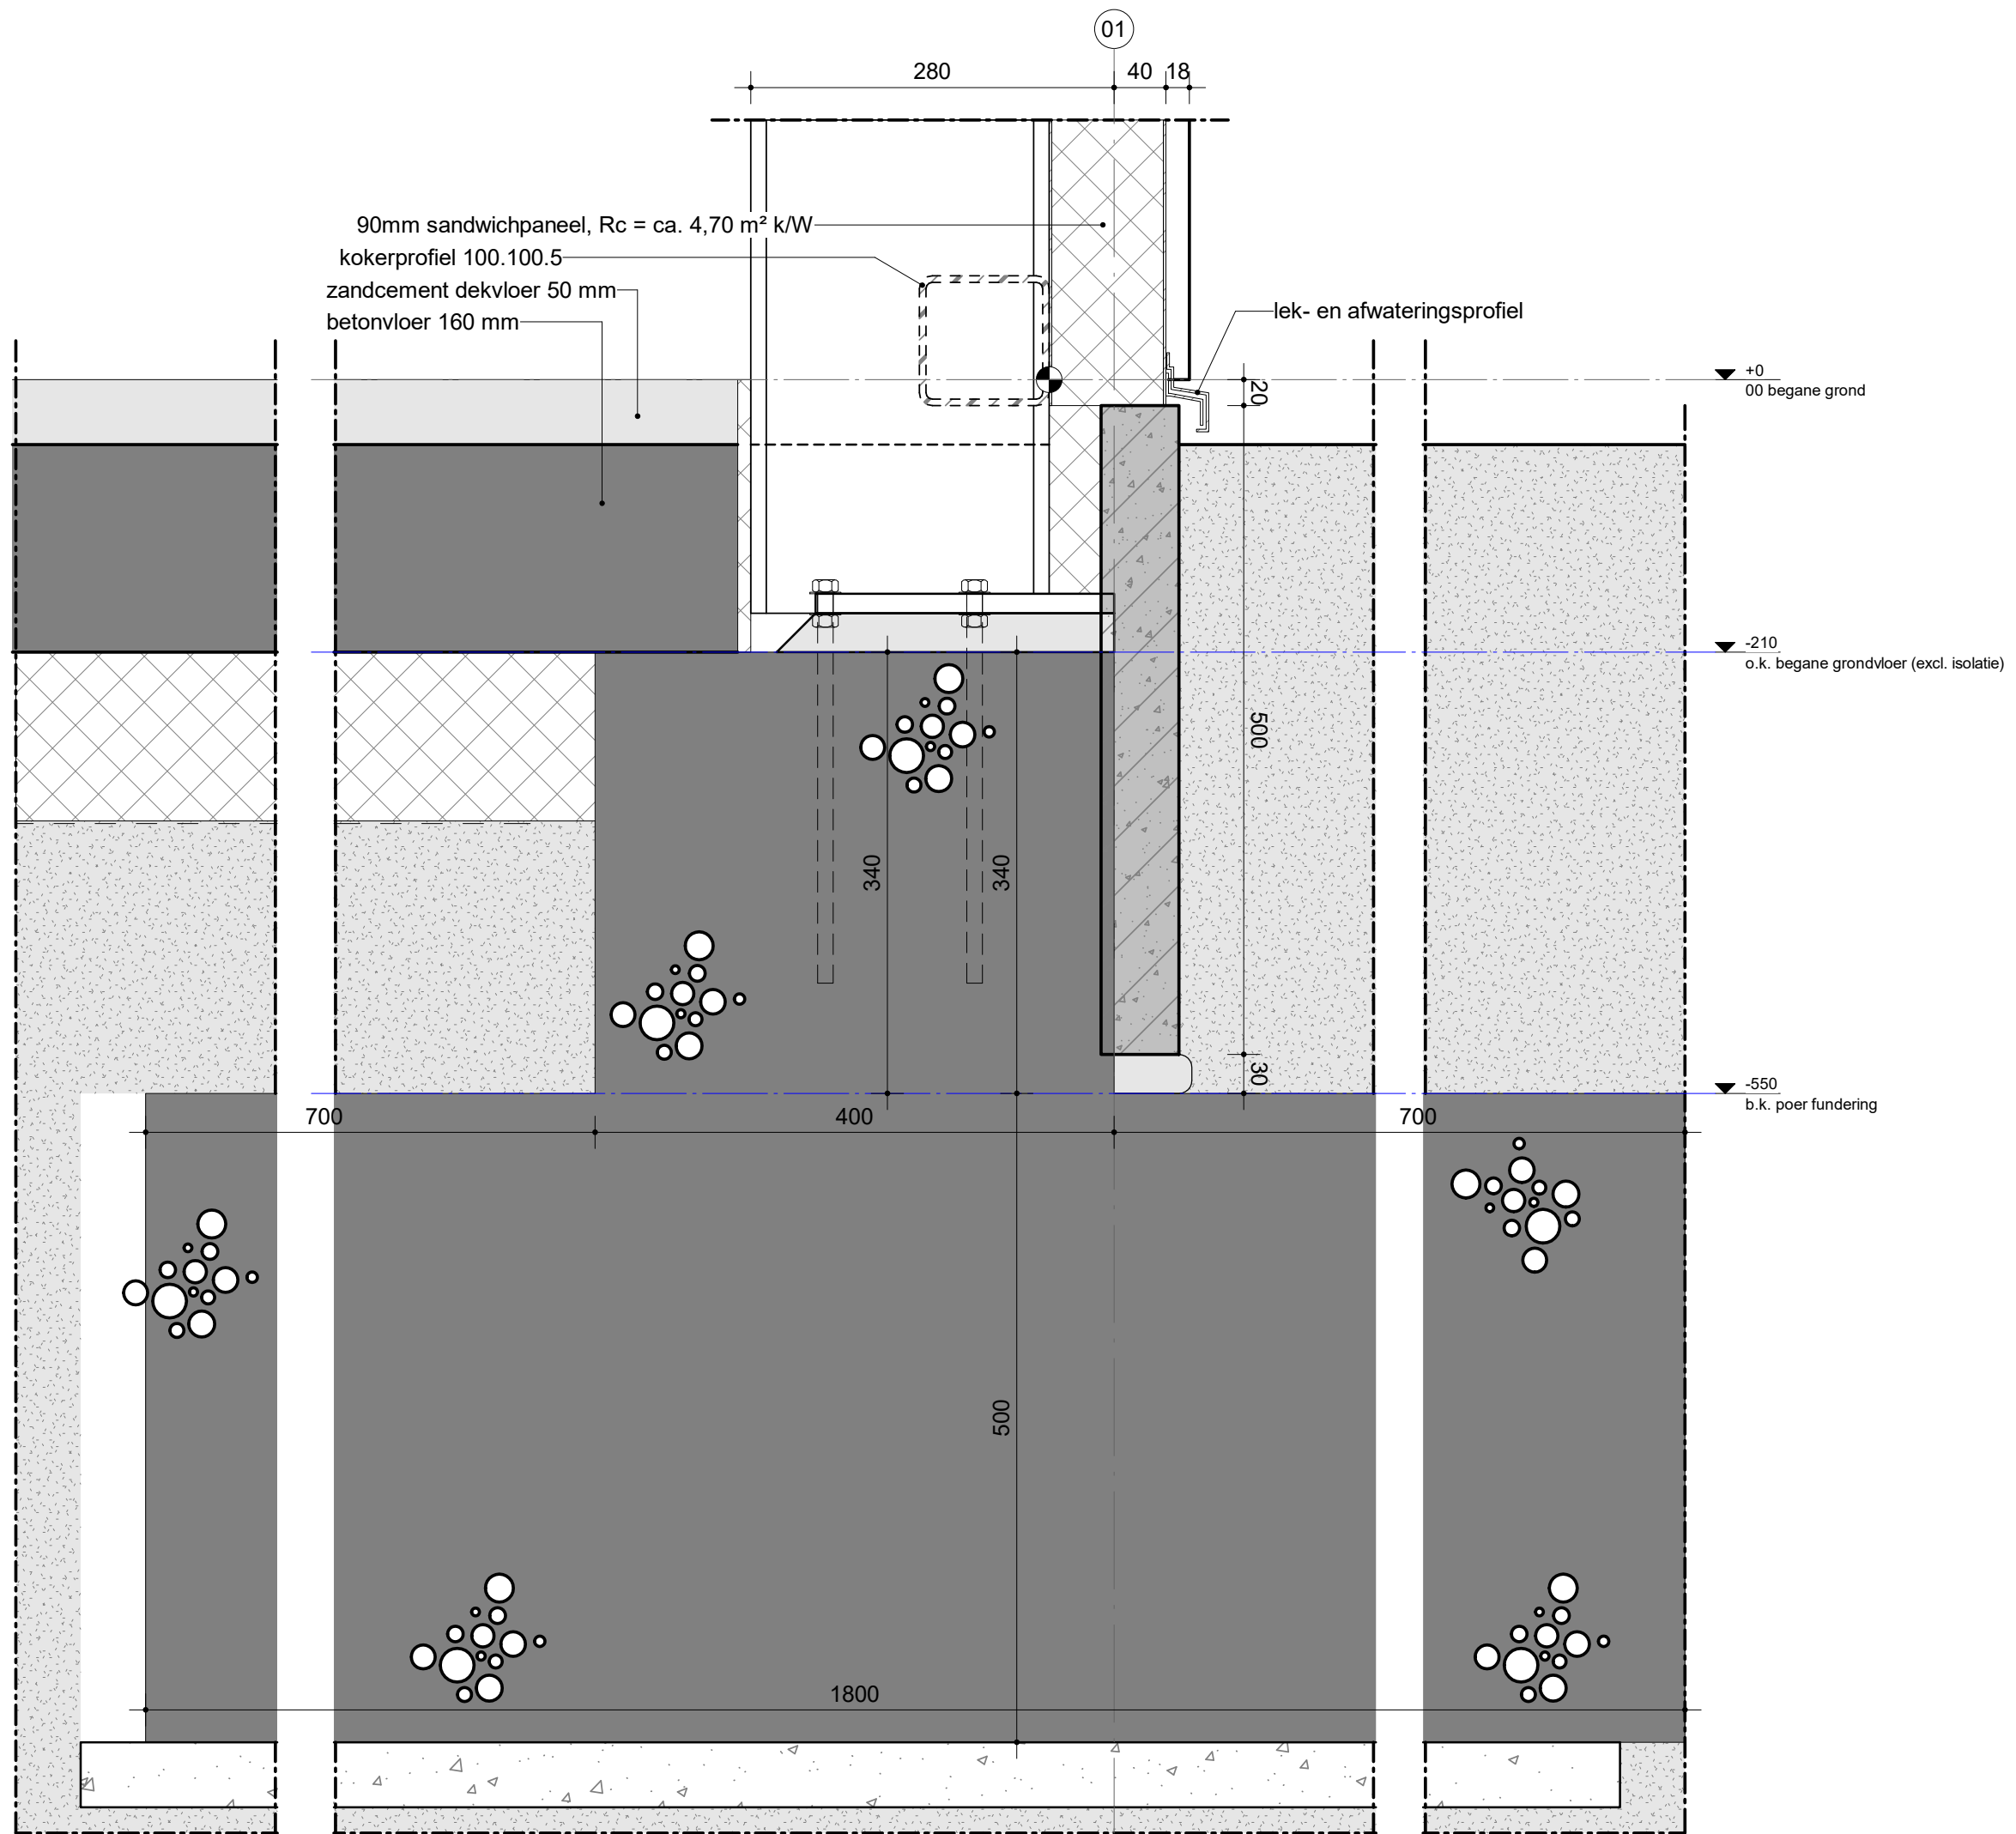 01
280 40 18
90mm sandwichpaneel, Rc = ca. 4,70 m² k/W
kokerprofiel 100.100.5
zandcement dekvloer 50 mm
betonvloer 160 mm
lek- en afwateringsprofiel
+0
00 begane grond
20
-210
o.k. begane grondvloer (excl. isolatie)
500
340
340
30
-550
b.k. poer fundering
700 400 700
500
1800